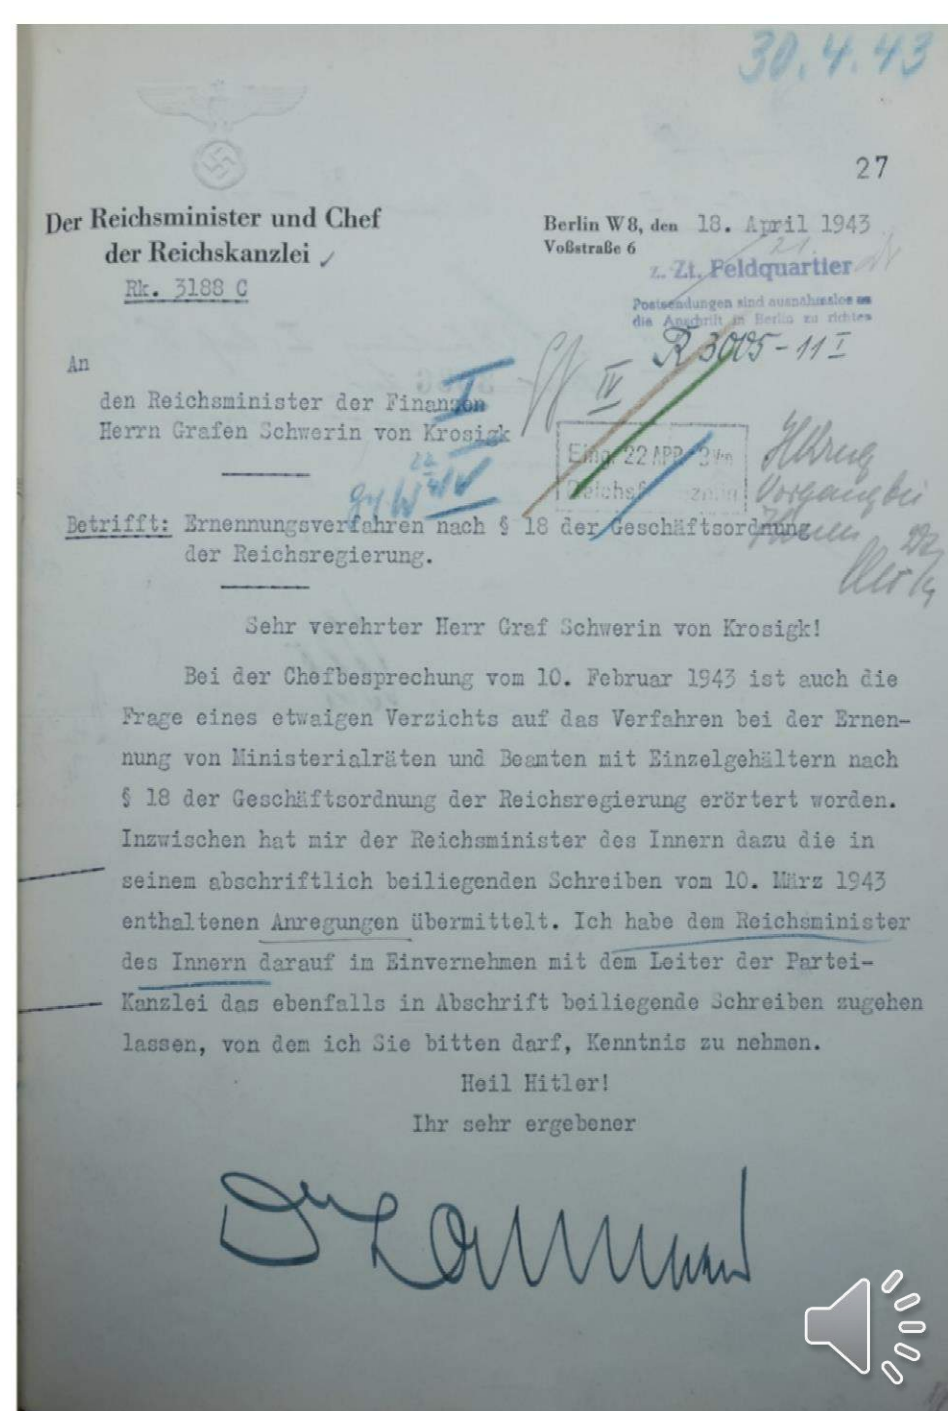 30.4.43
27
Der Reichsminister und Chef
der Reichskanzlei
Rk. 3188 C
Berlin W 8, den 18. April 1943
Voßstraße 6
21.
z. Zt. Feldquartier
Postsendungen sind ausnahmslos an
die Anschrift in Berlin zu richten
R 3005-11 I
An
den Reichsminister der Finanzen
Herrn Grafen Schwerin von Krosigk
I
IV
Eing. 22 APR
Vorgang bei
Ihnen
Betrifft: Ernennungsverfahren nach § 18 der Geschäftsordnung
der Reichsregierung.
Sehr verehrter Herr Graf Schwerin von Krosigk!
Bei der Chefbesprechung vom 10. Februar 1943 ist auch die
Frage eines etwaigen Verzichts auf das Verfahren bei der Ernen-
nung von Ministerialräten und Beamten mit Einzelgehältern nach
§ 18 der Geschäftsordnung der Reichsregierung erörtert worden.
Inzwischen hat mir der Reichsminister des Innern dazu die in
seinem abschriftlich beiliegenden Schreiben vom 10. März 1943
enthaltenen Anregungen übermittelt. Ich habe dem Reichsminister
des Innern darauf im Einvernehmen mit dem Leiter der Partei-
Kanzlei das ebenfalls in Abschrift beiliegende Schreiben zugehen
lassen, von dem ich Sie bitten darf, Kenntnis zu nehmen.
Heil Hitler!
Ihr sehr ergebener